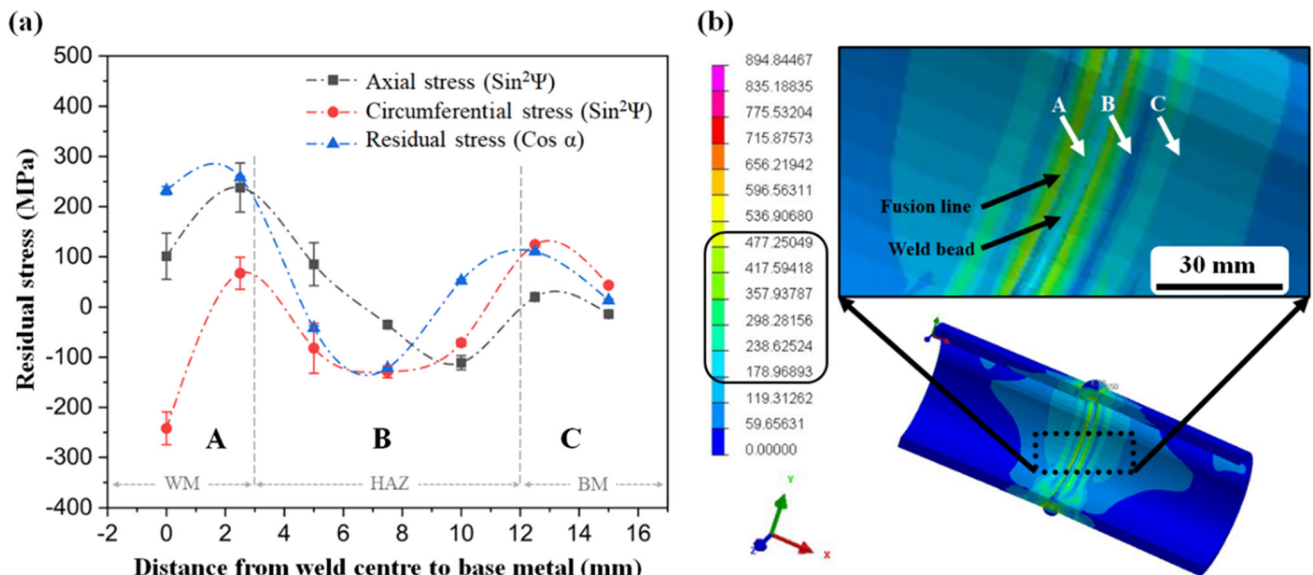 (a)
500
400
300
200
100
0
-100
-200
-300
-400
Residual stress (MPa)
Axial stress (Sin²Ψ)
Circumferential stress (Sin²Ψ)
Residual stress (Cos α)
A
B
C
WM
HAZ
BM
-2 0 2 4 6 8 10 12 14 16
Distance from weld centre to base metal (mm)
(b)
894.84467
835.18835
775.53204
715.87573
656.21942
596.56311
536.90680
477.25049
417.59418
357.93787
298.28156
238.62524
178.96893
119.31262
59.65631
0.00000
A
B
C
Fusion line
Weld bead
30 mm
Y
Z
X